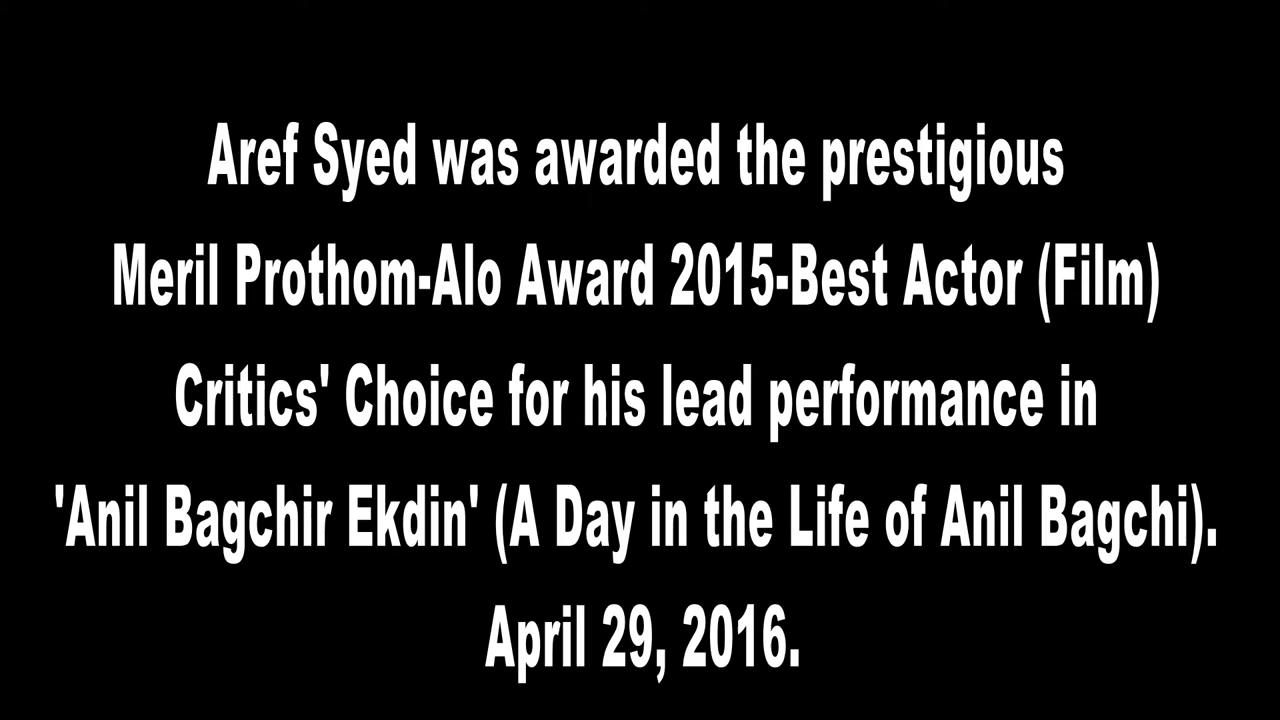 Aref Syed was awarded the prestigious
Meril Prothom-Alo Award 2015-Best Actor (Film)
Critics' Choice for his lead performance in
'Anil Bagchir Ekdin' (A Day in the Life of Anil Bagchi).
April 29, 2016.